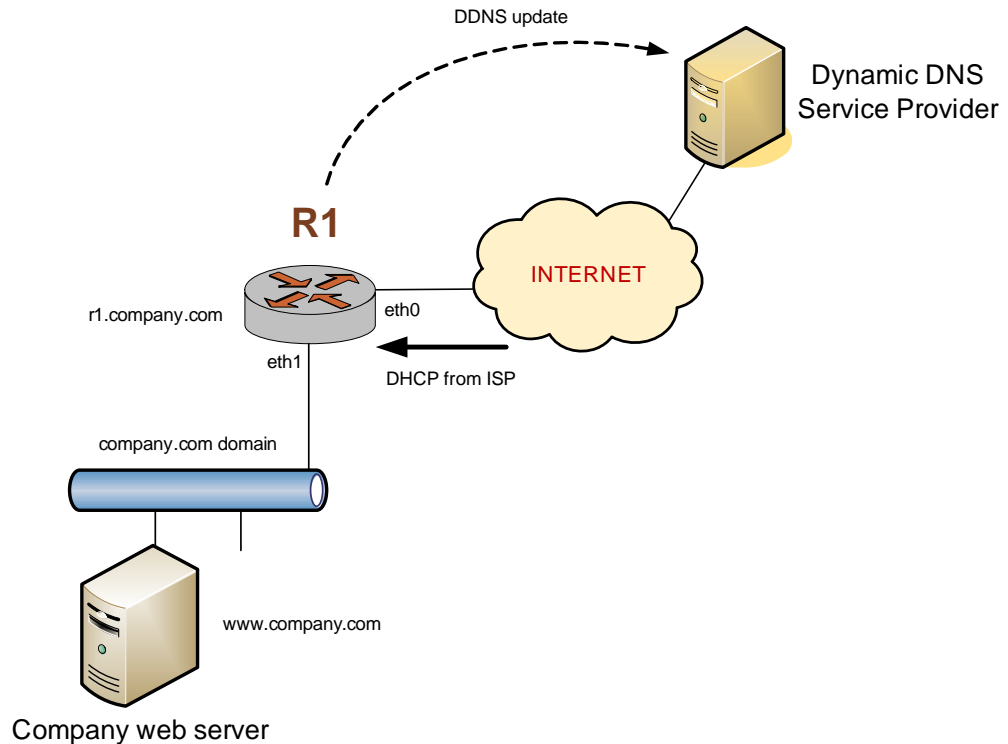 DDNS update
Dynamic DNS
Service Provider
R1
INTERNET
r1.company.com
eth0
eth1
DHCP from ISP
company.com domain
www.company.com
Company web server